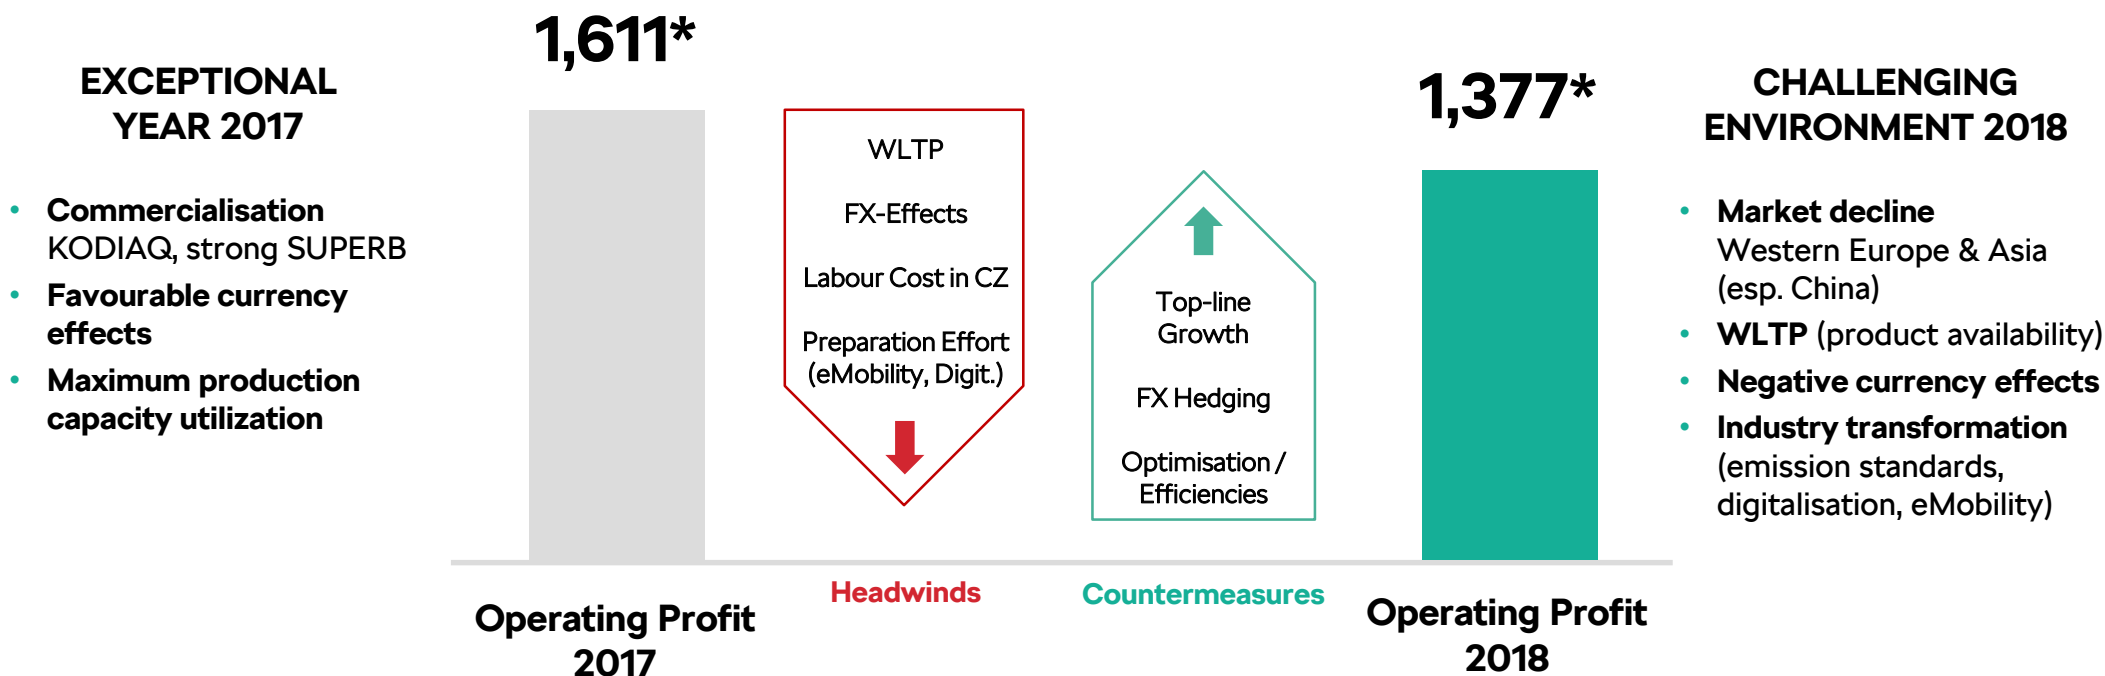 EXCEPTIONAL
YEAR 2017
• Commercialisation
KODIAQ, strong SUPERB
• Favourable currency
effects
• Maximum production
capacity utilization
1,611*
Operating Profit
2017
WLTP
FX-Effects
Labour Cost in CZ
Preparation Effort
(eMobility, Digit.)
Headwinds
Top-line
Growth
FX Hedging
Optimisation /
Efficiencies
Countermeasures
1,377*
Operating Profit
2018
CHALLENGING
ENVIRONMENT 2018
• Market decline
Western Europe & Asia
(esp. China)
• WLTP (product availability)
• Negative currency effects
• Industry transformation
(emission standards,
digitalisation, eMobility)